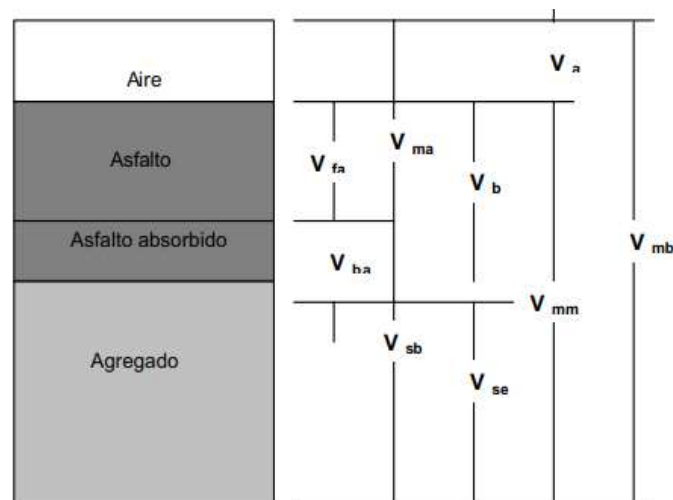 Aire
Asfalto
Asfalto absorbido
Agregado
V a
V ma
V fa
V b
V mb
V ba
V mm
V sb
V se